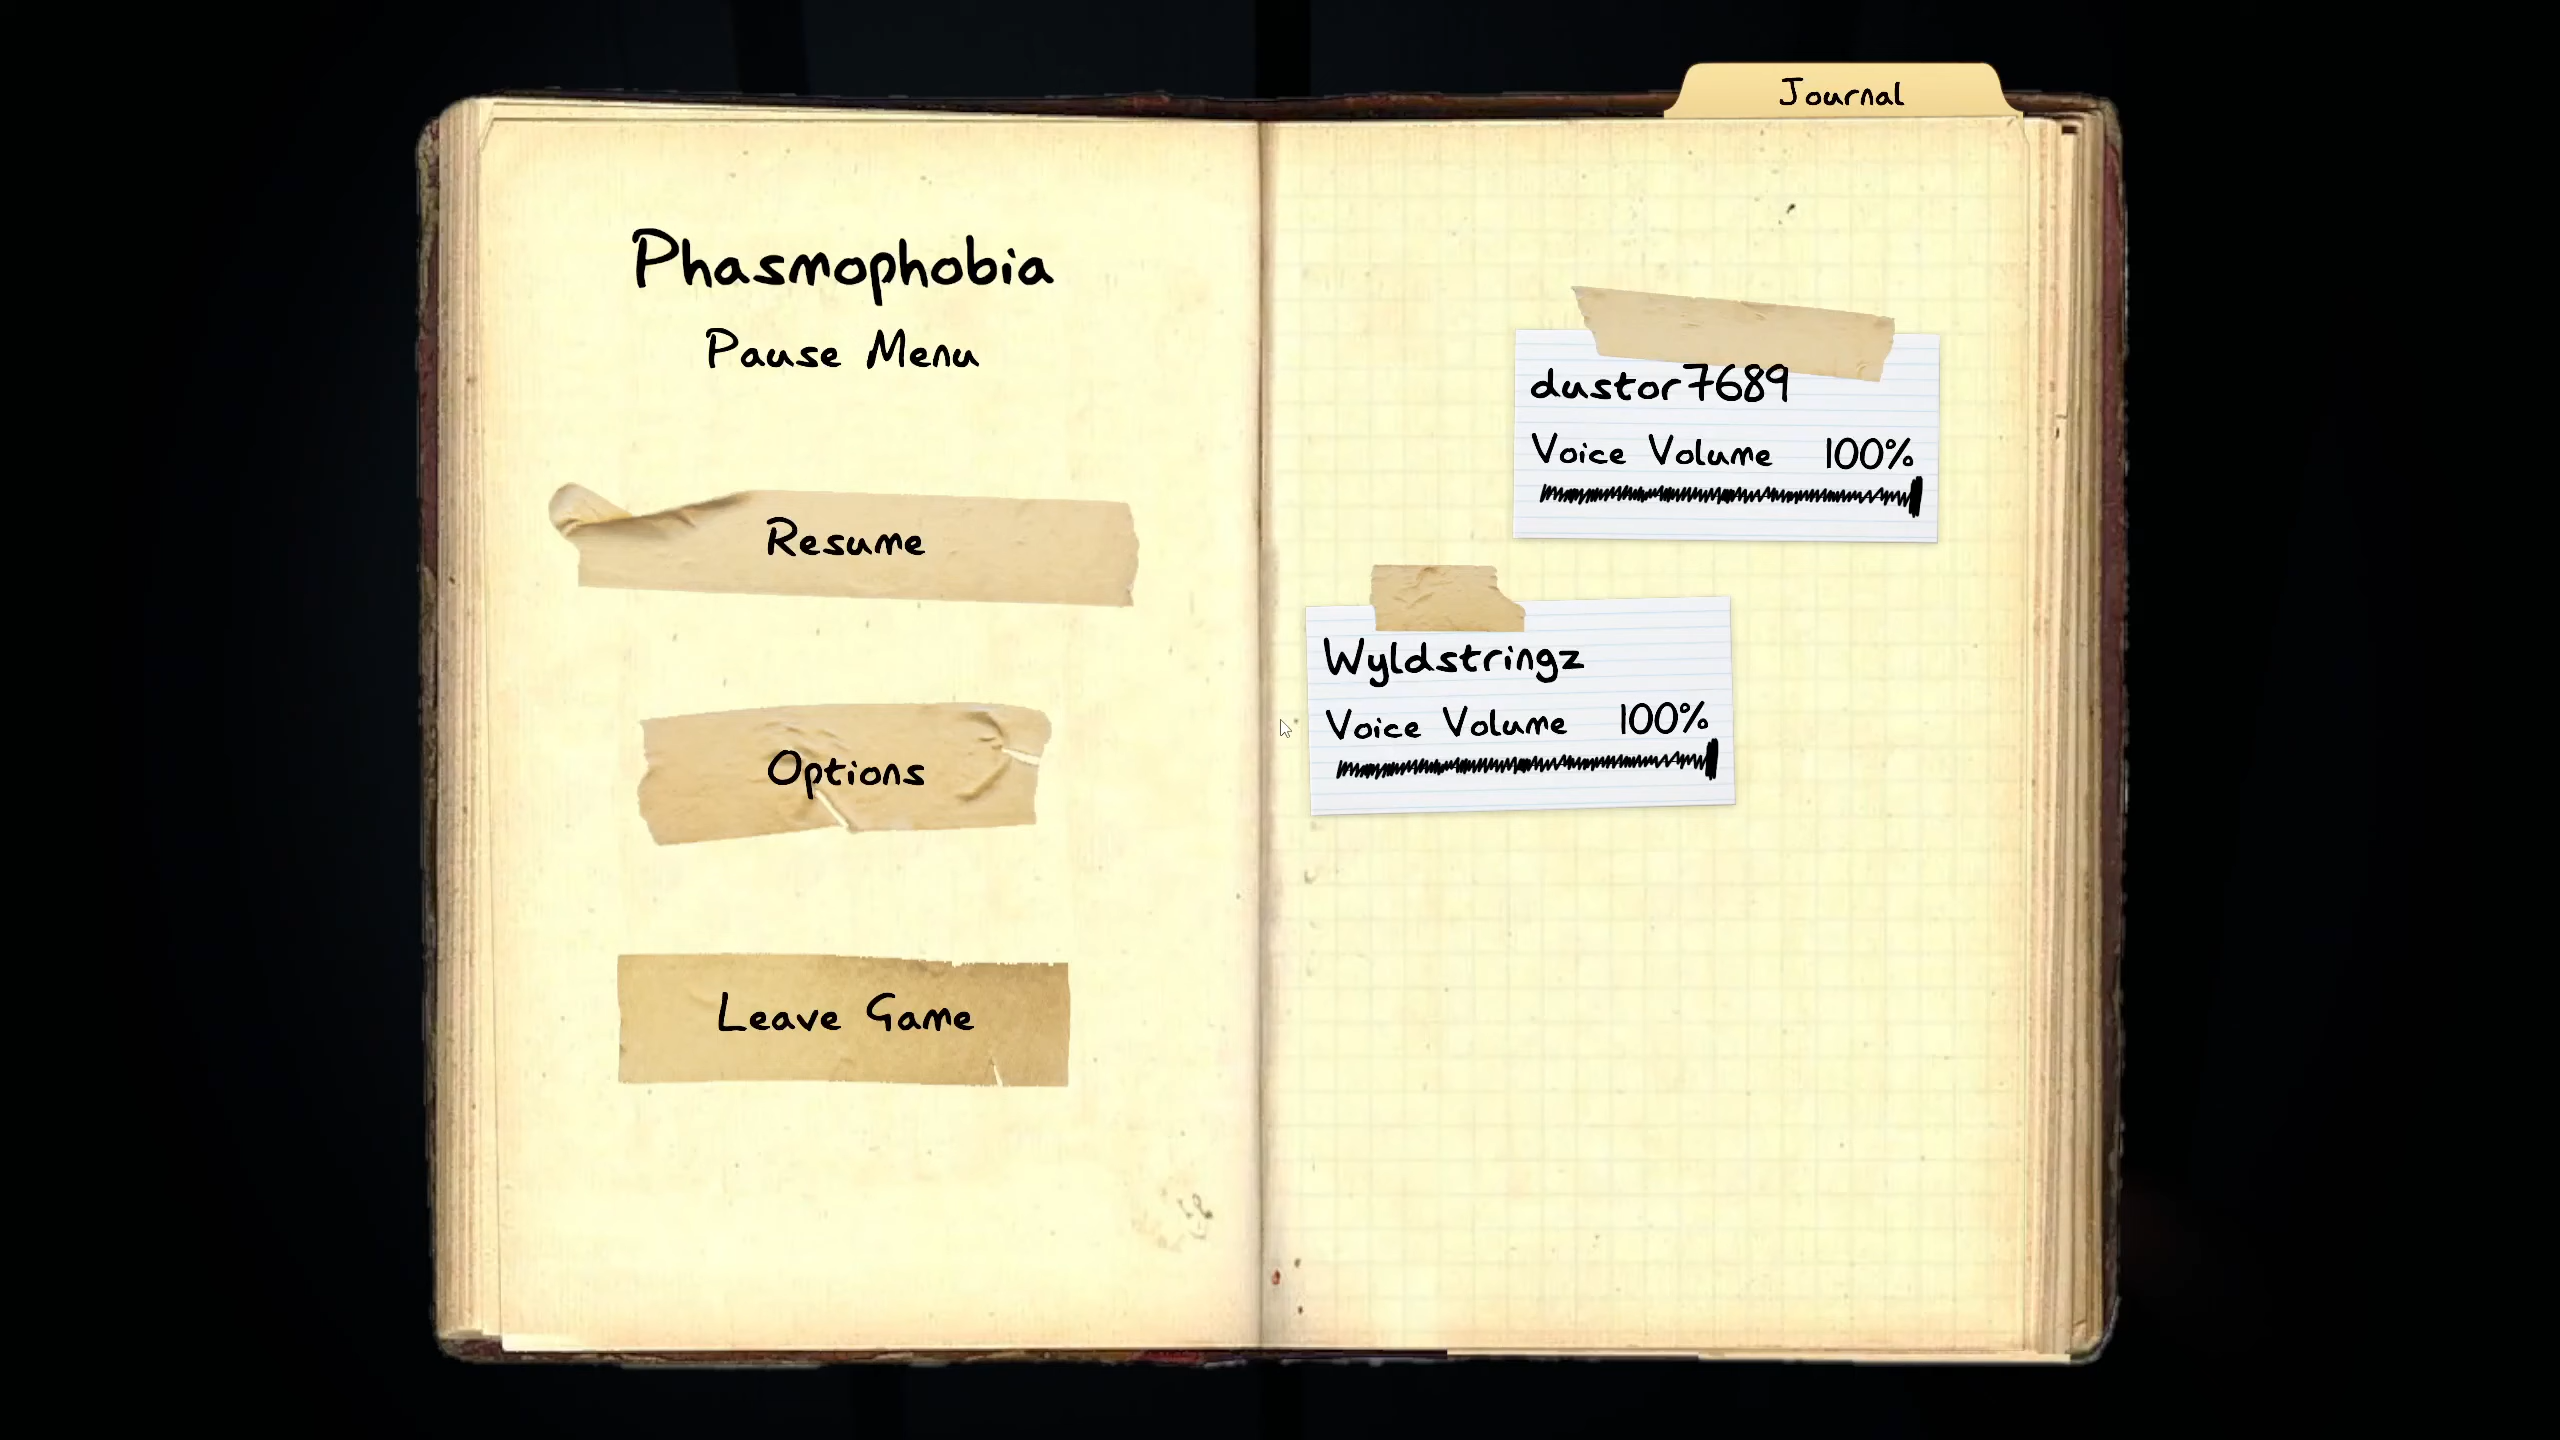 Journal
Phasmophobia
Pause Menu
Resume
Options
Leave Game
dustor7689
Voice Volume 100%
Wyldstringz
Voice Volume 100%